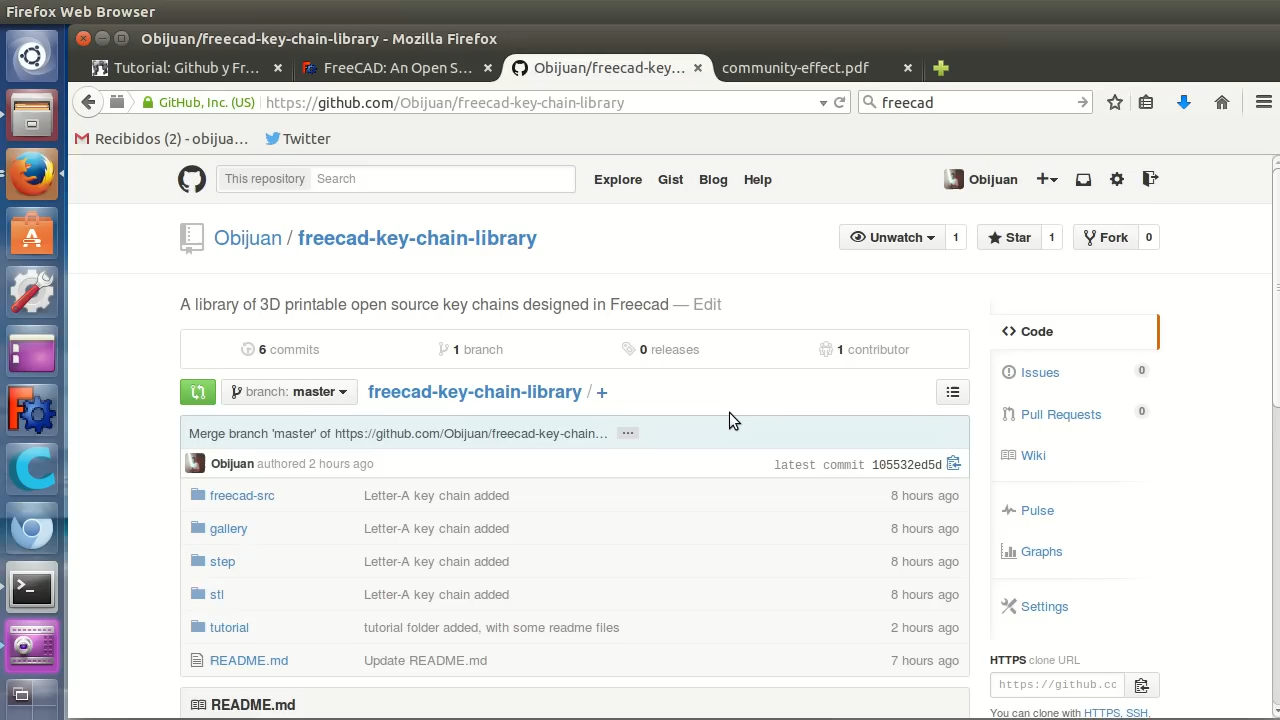 Firefox Web Browser
Obijuan/freecad-key-chain-library - Mozilla Firefox
Tutorial: Github y Fr... FreeCAD: An Open S... Obijuan/freecad-key-... community-effect.pdf
GitHub, Inc. (US) https://github.com/Obijuan/freecad-key-chain-library freecad
Recibidos (2) - obijua... Twitter
This repository Search Explore Gist Blog Help Obijuan
Obijuan / freecad-key-chain-library Unwatch 1 Star 1 Fork 0
A library of 3D printable open source key chains designed in Freecad — Edit
6 commits 1 branch 0 releases 1 contributor
branch: master freecad-key-chain-library / +
Merge branch 'master' of https://github.com/Obijuan/freecad-key-chain...
Obijuan authored 2 hours ago latest commit 105532ed5d
freecad-src Letter-A key chain added 8 hours ago
gallery Letter-A key chain added 8 hours ago
step Letter-A key chain added 8 hours ago
stl Letter-A key chain added 8 hours ago
tutorial tutorial folder added, with some readme files 2 hours ago
README.md Update README.md 7 hours ago
README.md
Code
Issues 0
Pull Requests 0
Wiki
Pulse
Graphs
Settings
HTTPS clone URL
https://github.cc
You can clone with HTTPS, SSH,